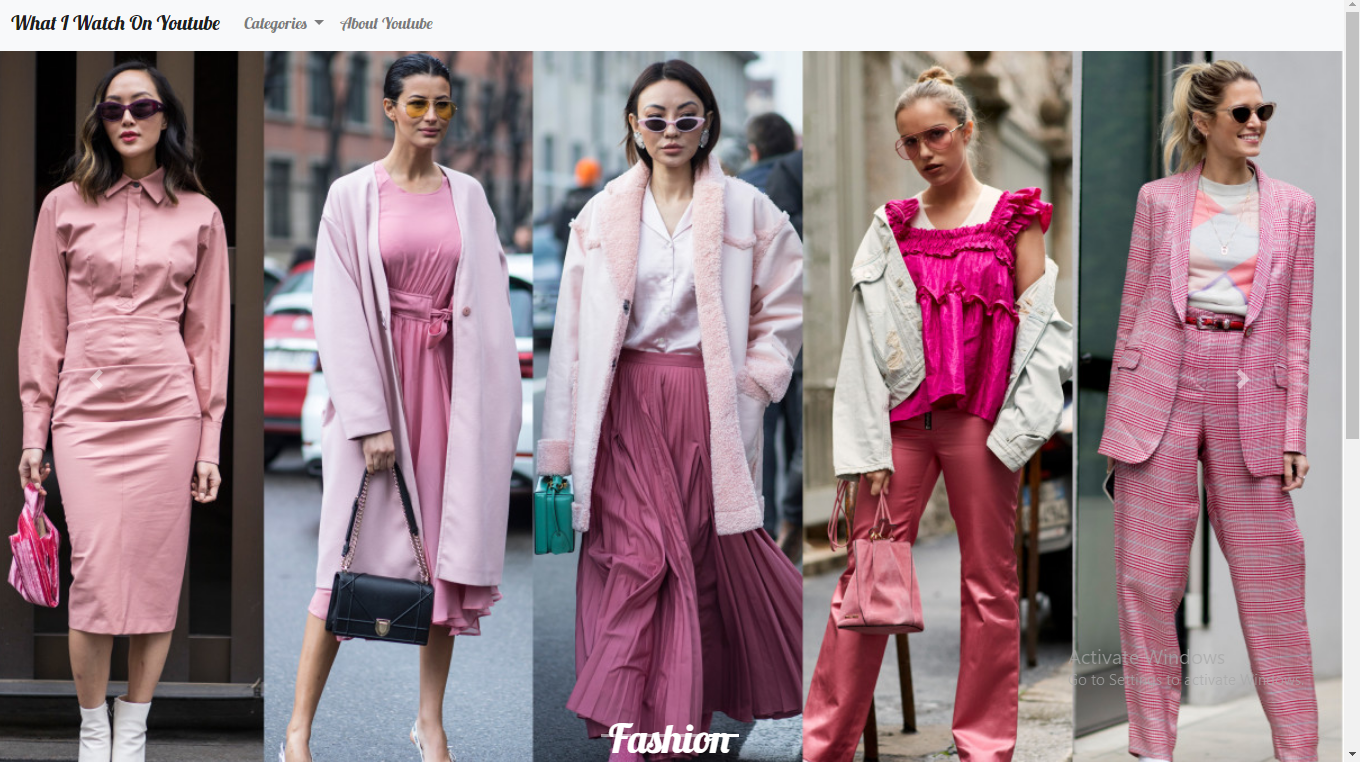 What I Watch On Youtube
Categories
About Youtube
Fashion
Activate Windows
Go to Settings to activate Windows.